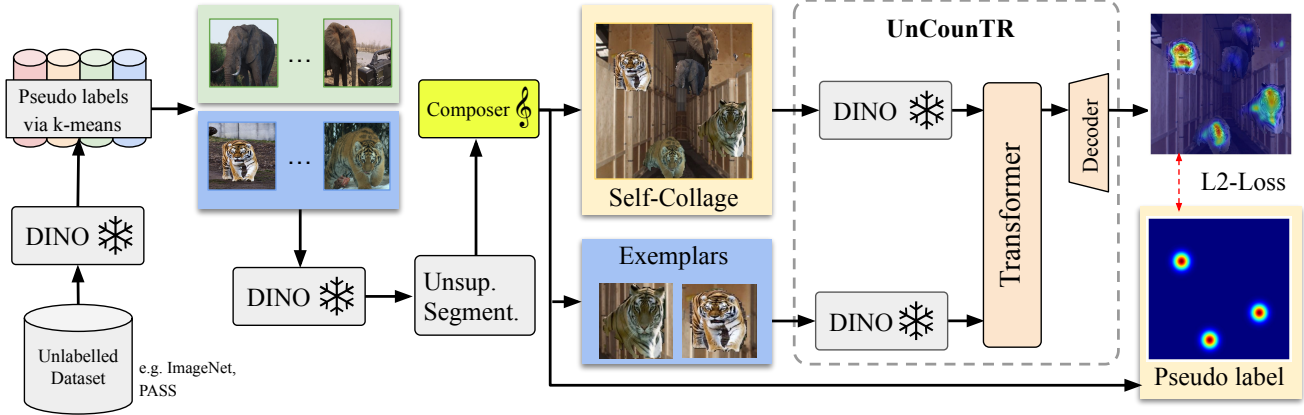 Pseudo labels
via k-means
DINO
Unlabelled
Dataset
e.g. ImageNet,
PASS
...
...
DINO
Unsup.
Segment.
Composer
Self-Collage
Exemplars
UnCounTR
DINO
DINO
Transformer
Decoder
L2-Loss
Pseudo label